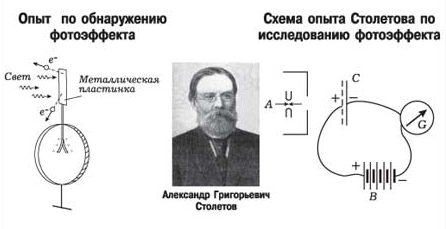 Опыт по обнаружению
фотоэффекта
Схема опыта Столетова по
исследованию фотоэффекта
e⁻
Свет
Металлическая
пластинка
e⁻
A
C
+
−
G
+
−
B
Александр Григорьевич
Столетов